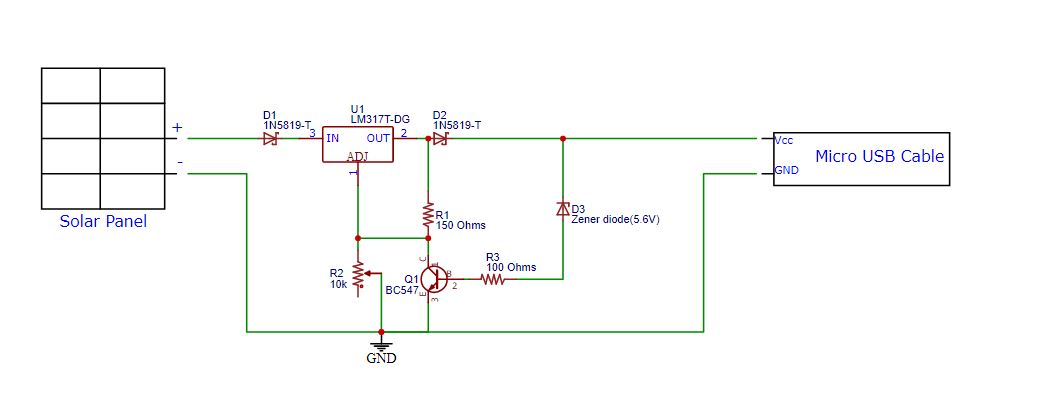 D1
1N5819-T
U1
LM317T-DG
D2
1N5819-T
+
3
IN
OUT
2
ADJ
1
-
Vcc
Micro USB Cable
GND
Solar Panel
R1
150 Ohms
D3
Zener diode(5.6V)
R2
10k
C
1
Q1
BC547
B
2
E
3
R3
100 Ohms
GND